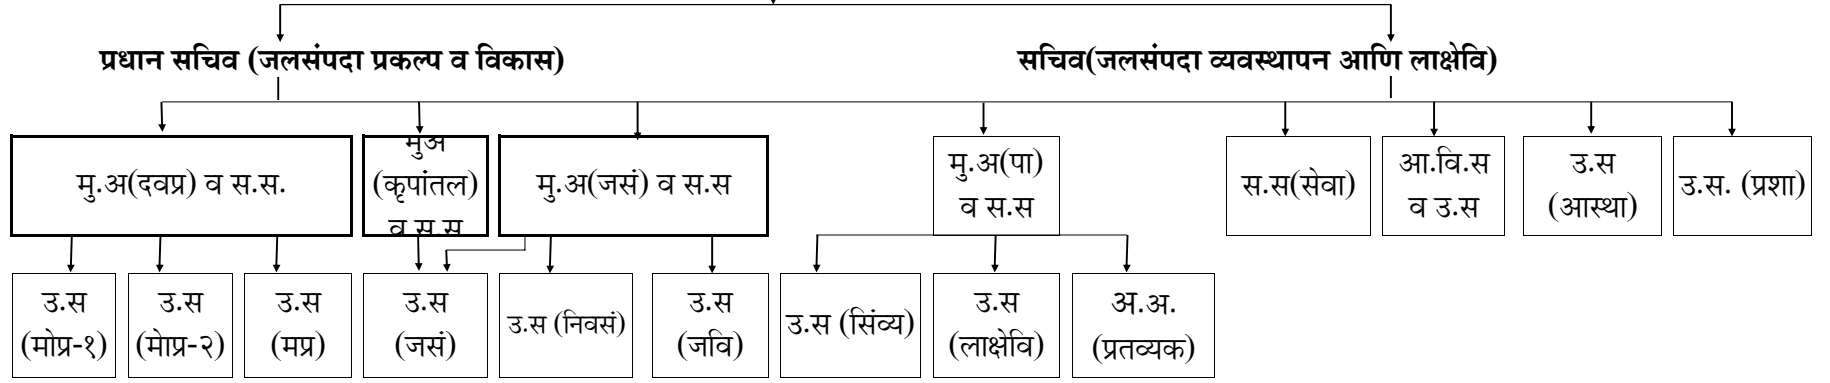 प्रधान सचिव (जलसंपदा प्रकल्प व विकास)
सचिव(जलसंपदा व्यवस्थापन आणि लाक्षेवि)
मु.अ(दवप्र) व स.स.
मुअ
(कृपांतल)
व स.स
मु.अ(जसं) व स.स
मु.अ(पा)
व स.स
स.स(सेवा)
आ.वि.स
व उ.स
उ.स
(आस्था)
उ.स. (प्रशा)
उ.स
(मोप्र-१)
उ.स
(मेाप्र-२)
उ.स
(मप्र)
उ.स
(जसं)
उ.स (निवसं)
उ.स
(जवि)
उ.स (सिंव्य)
उ.स
(लाक्षेवि)
अ.अ.
(प्रतव्यक)